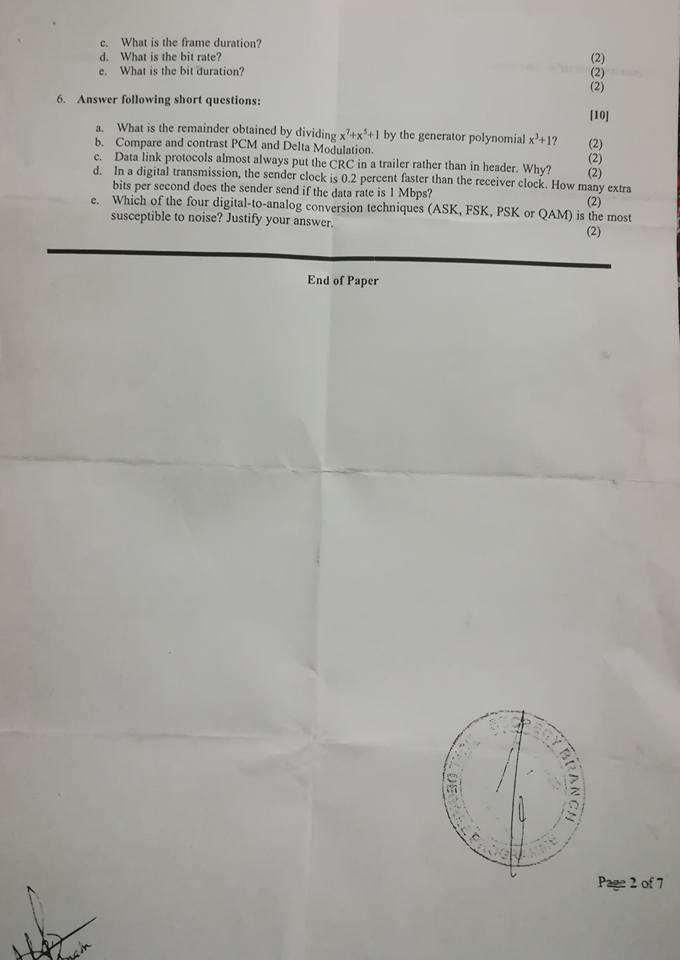 c. What is the frame duration?
d. What is the bit rate? (2)
e. What is the bit duration? (2)
(2)
6. Answer following short questions:
[10]
a. What is the remainder obtained by dividing x⁷+x⁵+1 by the generator polynomial x³+1? (2)
b. Compare and contrast PCM and Delta Modulation. (2)
c. Data link protocols almost always put the CRC in a trailer rather than in header. Why? (2)
d. In a digital transmission, the sender clock is 0.2 percent faster than the receiver clock. How many extra
bits per second does the sender send if the data rate is 1 Mbps? (2)
e. Which of the four digital-to-analog conversion techniques (ASK, FSK, PSK or QAM) is the most
susceptible to noise? Justify your answer. (2)
End of Paper
BRANCH
Page 2 of 7